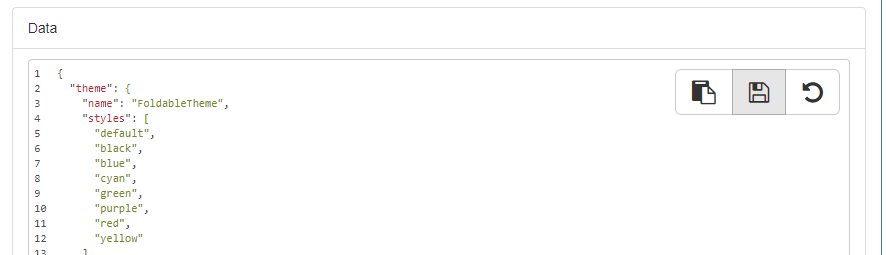 Data
1 {
2 "theme": {
3 "name": "FoldableTheme",
4 "styles": [
5 "default",
6 "black",
7 "blue",
8 "cyan",
9 "green",
10 "purple",
11 "red",
12 "yellow"
13 ]